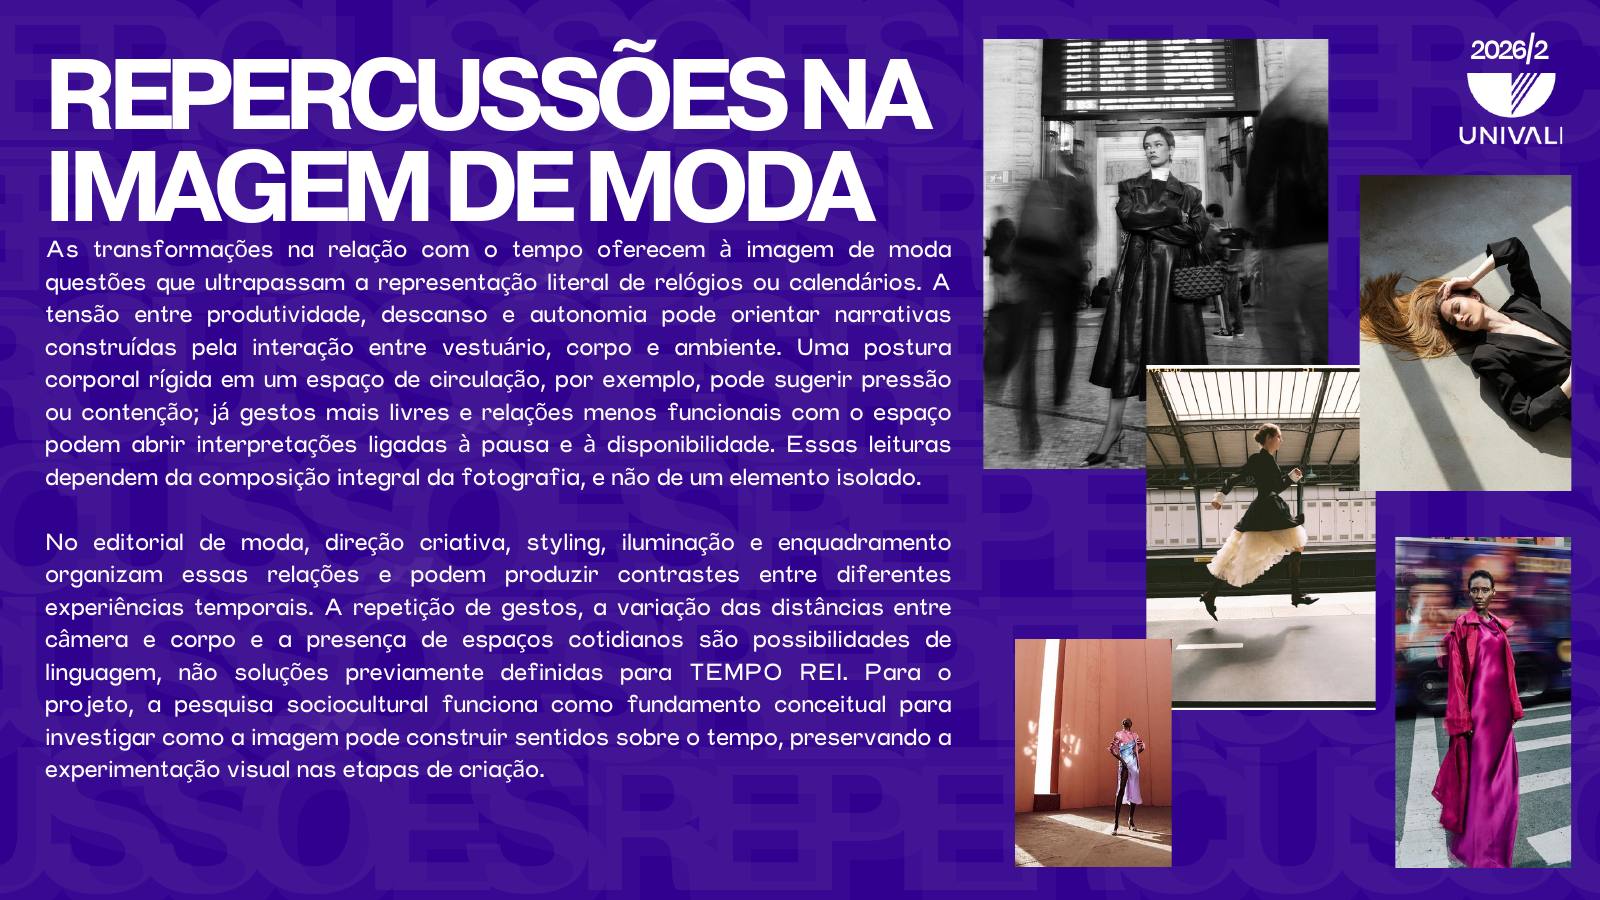 REPERCUSSÕES NA
IMAGEM DE MODA
As transformações na relação com o tempo oferecem à imagem de moda
questões que ultrapassam a representação literal de relógios ou calendários. A
tensão entre produtividade, descanso e autonomia pode orientar narrativas
construídas pela interação entre vestuário, corpo e ambiente. Uma postura
corporal rígida em um espaço de circulação, por exemplo, pode sugerir pressão
ou contenção; já gestos mais livres e relações menos funcionais com o espaço
podem abrir interpretações ligadas à pausa e à disponibilidade. Essas leituras
dependem da composição integral da fotografia, e não de um elemento isolado.
No editorial de moda, direção criativa, styling, iluminação e enquadramento
organizam essas relações e podem produzir contrastes entre diferentes
experiências temporais. A repetição de gestos, a variação das distâncias entre
câmera e corpo e a presença de espaços cotidianos são possibilidades de
linguagem, não soluções previamente definidas para TEMPO REI. Para o
projeto, a pesquisa sociocultural funciona como fundamento conceitual para
investigar como a imagem pode construir sentidos sobre o tempo, preservando a
experimentação visual nas etapas de criação.
2026/2
UNIVALI